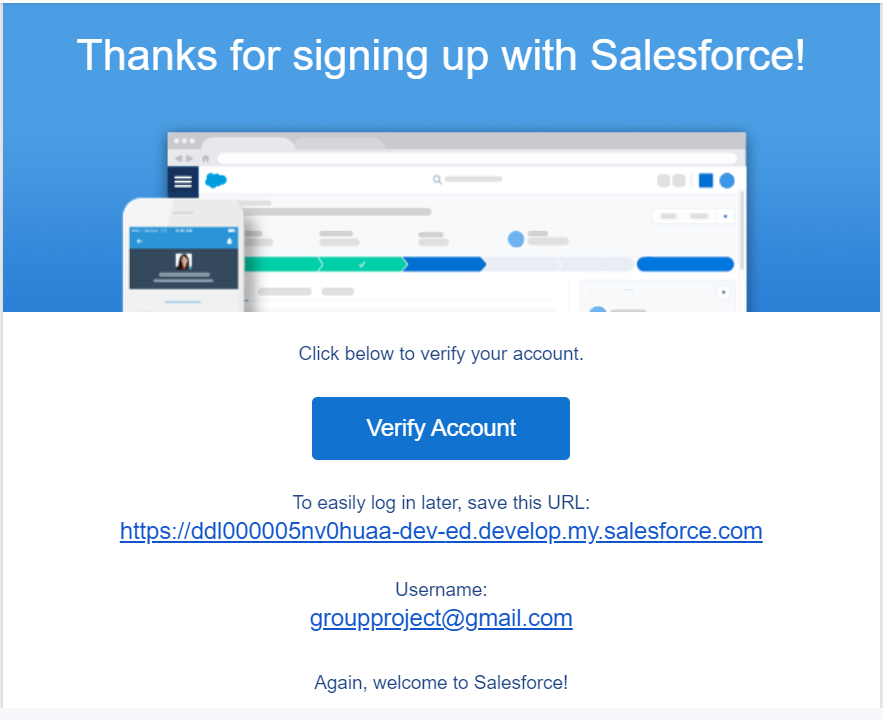 Thanks for signing up with Salesforce!
Click below to verify your account.
Verify Account
To easily log in later, save this URL:
https://ddl000005nv0huaa-dev-ed.develop.my.salesforce.com
Username:
groupproject@gmail.com
Again, welcome to Salesforce!